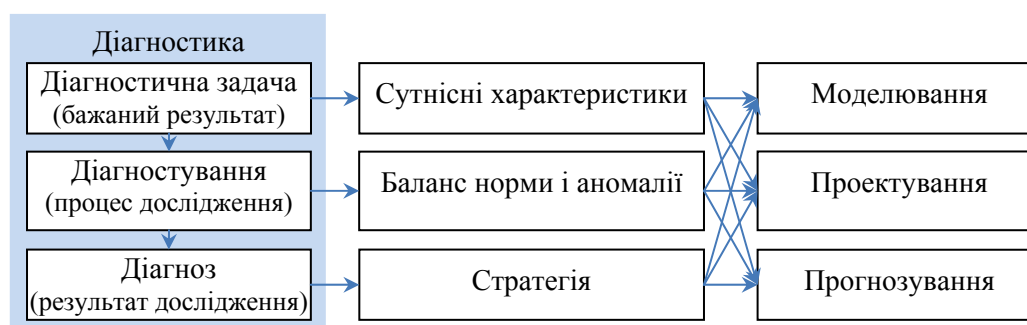 Діагностика
Діагностична задача
(бажаний результат)
Сутнісні характеристики
Моделювання
Діагностування
(процес дослідження)
Баланс норми і аномалії
Проектування
Діагноз
(результат дослідження)
Стратегія
Прогнозування